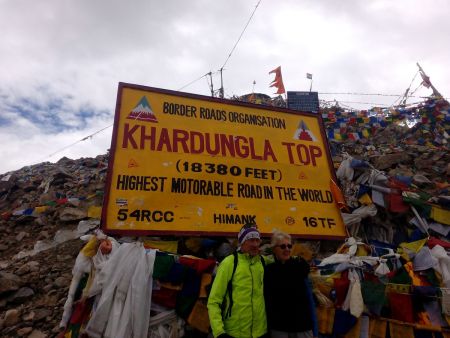 BORDER ROADS ORGANISATION
KHARDUNGLA TOP
(18380 FEET)
HIGHEST MOTORABLE ROAD IN THE WORLD
54RCC HIMANK 16TF